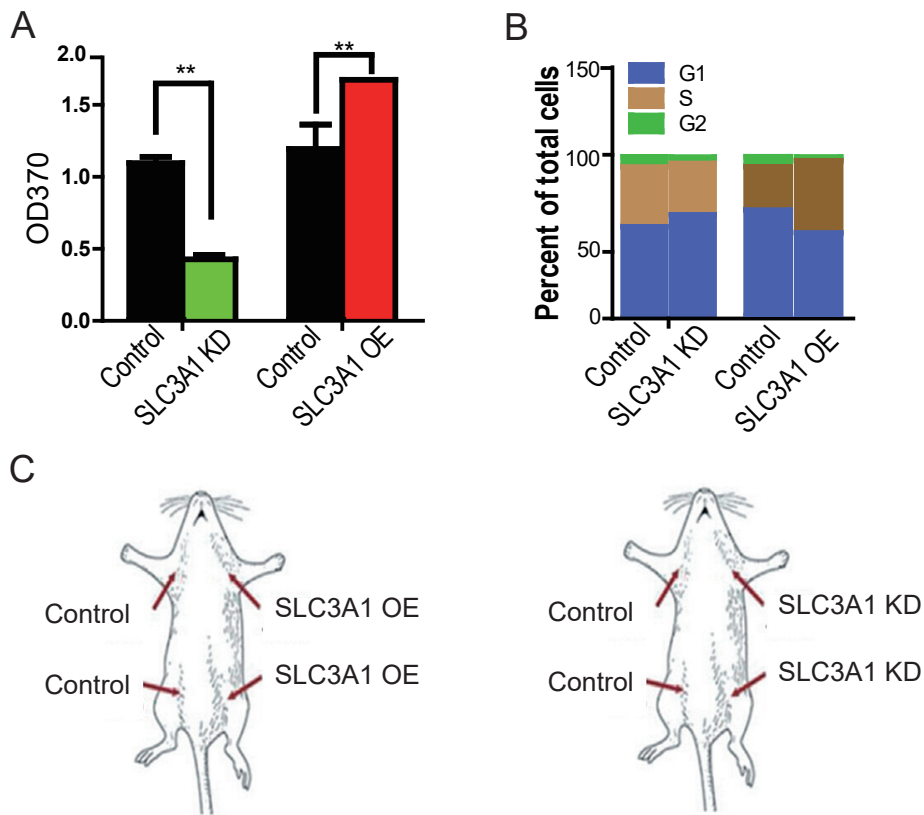 A
OD370
2.0
1.5
1.0
0.5
0.0
**
**
Control
SLC3A1 KD
Control
SLC3A1 OE
B
Percent of total cells
150
100
50
0
G1
S
G2
Control
SLC3A1 KD
Control
SLC3A1 OE
C
Control
SLC3A1 OE
Control
SLC3A1 OE
Control
SLC3A1 KD
Control
SLC3A1 KD